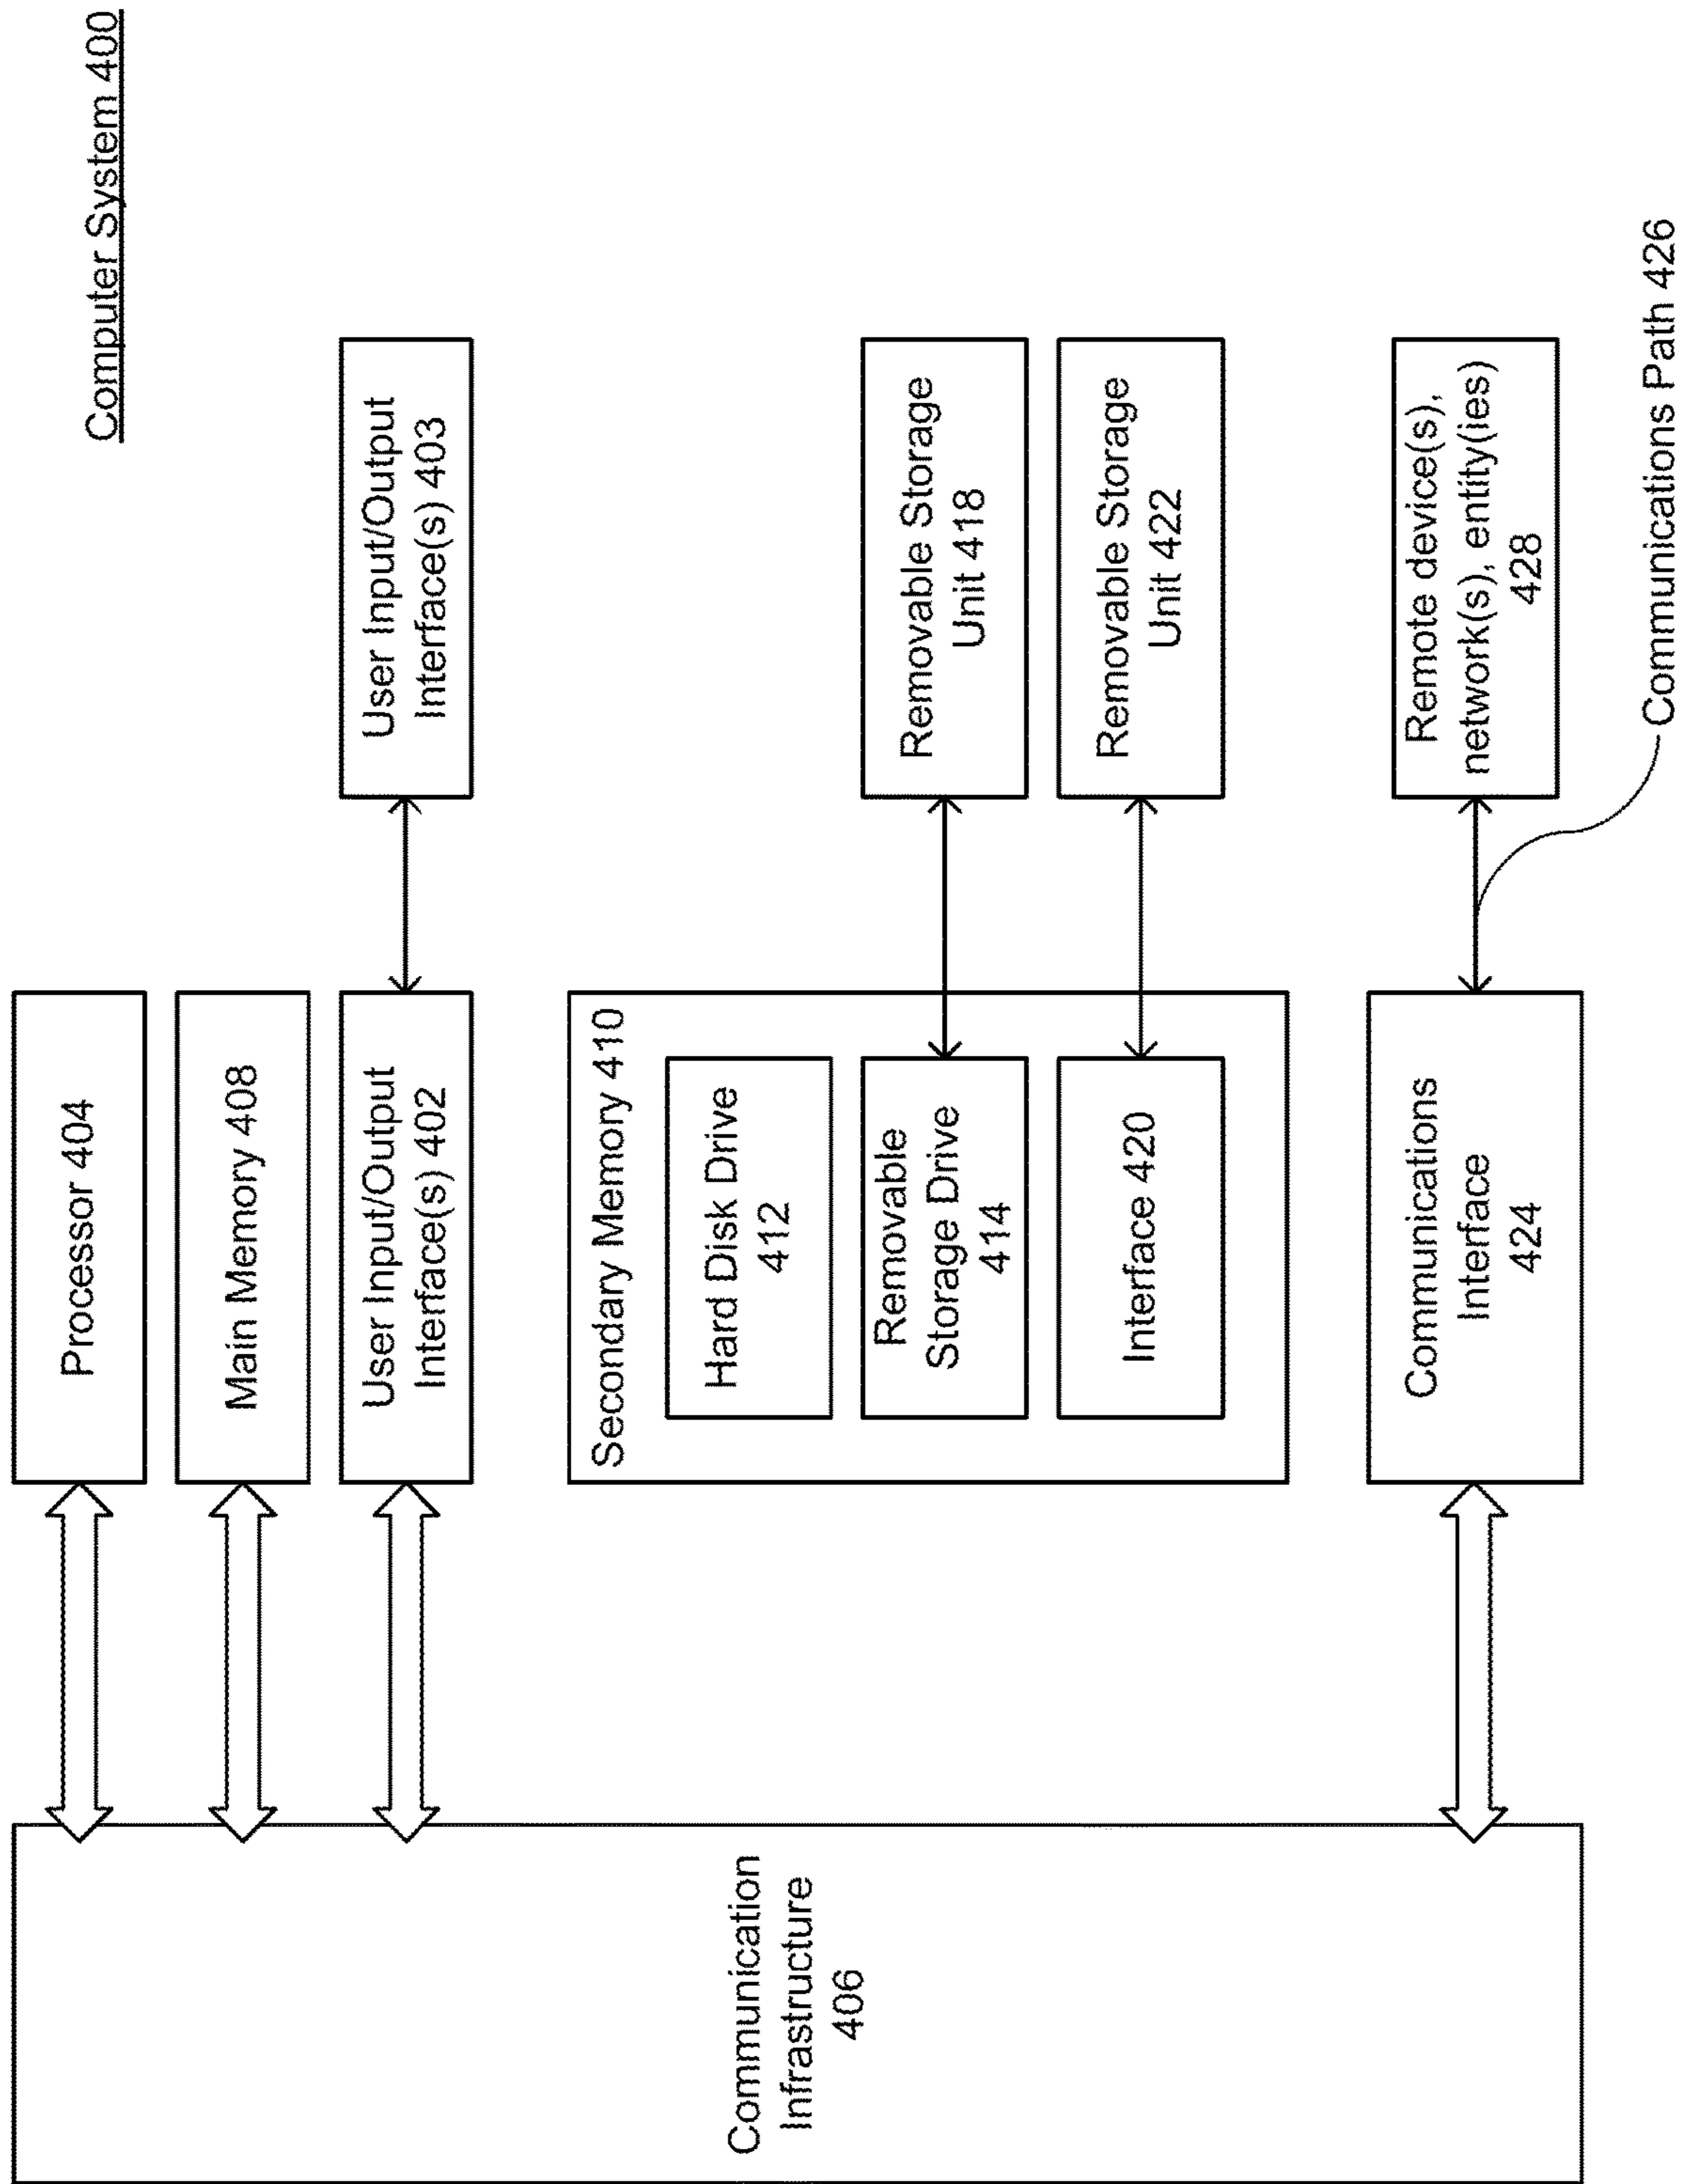 Computer System 400
Processor 404
Main Memory 408
User Input/Output
Interface(s) 402
User Input/Output
Interface(s) 403
Communication
Infrastructure
406
Secondary Memory 410
Hard Disk Drive
412
Removable
Storage Drive
414
Removable Storage
Unit 418
Interface 420
Removable Storage
Unit 422
Communications
Interface
424
Remote device(s),
network(s), entity(ies)
428
Communications Path 426